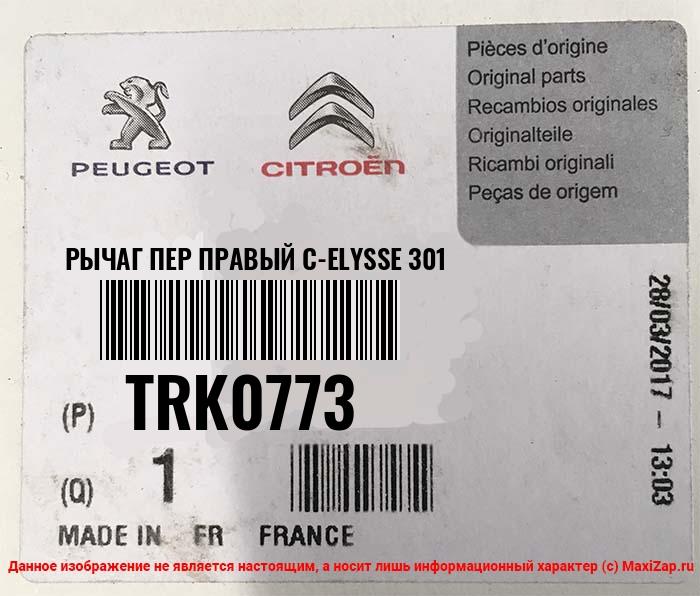 PEUGEOT
CITROËN
Pièces d'origine
Original parts
Recambios originales
Originalteile
Ricambi originali
Peças de origem
РЫЧАГ ПЕР ПРАВЫЙ C-ELYSSE 301
(P) TRK0773
(Q) 1
MADE IN FR FRANCE
28/03/2017 - 13:03
Данное изображение не является настоящим, а носит лишь информационный характер (c) MaxiZap.ru